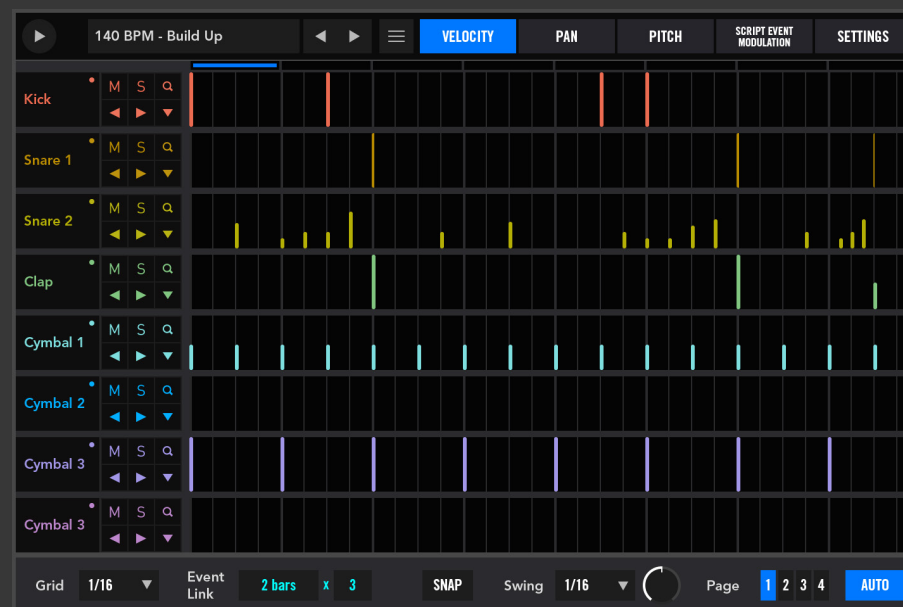 140 BPM - Build Up
VELOCITY
PAN
PITCH
SCRIPT EVENT
MODULATION
SETTINGS
Kick
M S
Snare 1
M S
Snare 2
M S
Clap
M S
Cymbal 1
M S
Cymbal 2
M S
Cymbal 3
M S
Cymbal 3
M S
Grid 1/16
Event
Link
2 bars x 3
SNAP
Swing 1/16
Page 1 2 3 4
AUTO